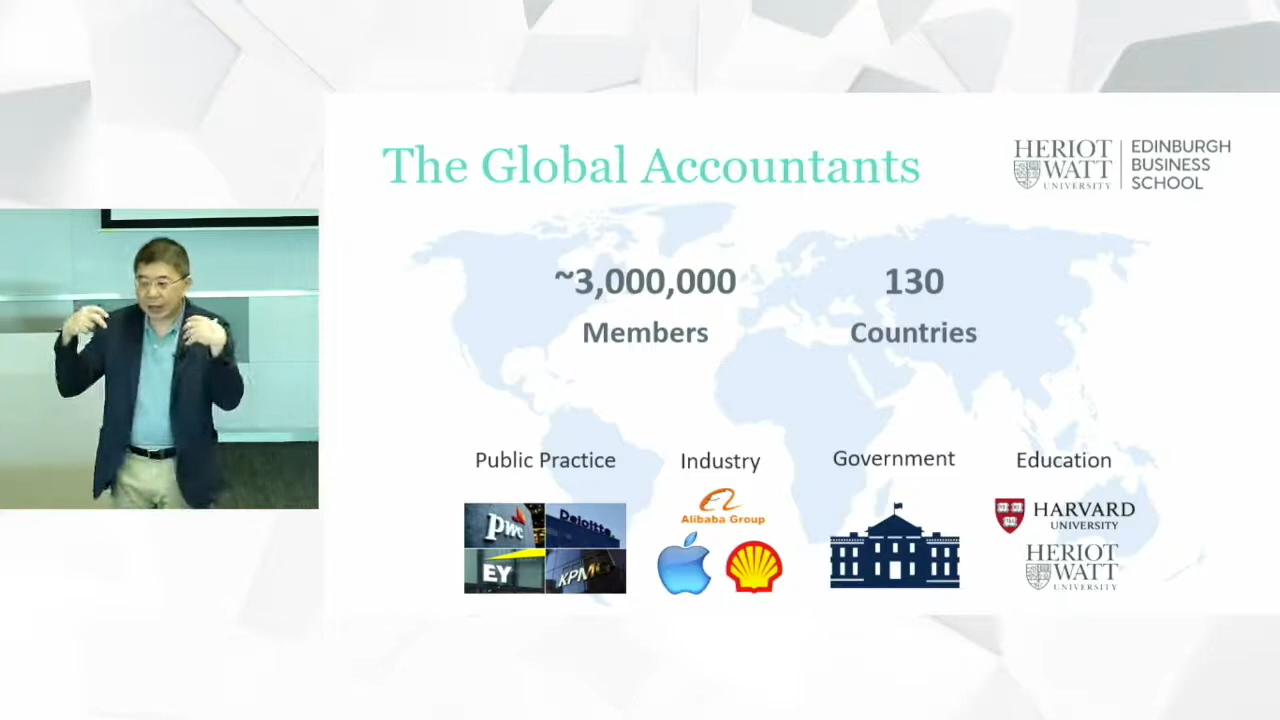 The Global Accountants
HERIOT
WATT
UNIVERSITY
EDINBURGH
BUSINESS
SCHOOL
~3,000,000
Members
130
Countries
Public Practice
Industry
Government
Education
pwc
Deloitte.
EY
KPMG
Alibaba Group
HARVARD
UNIVERSITY
HERIOT
WATT
UNIVERSITY